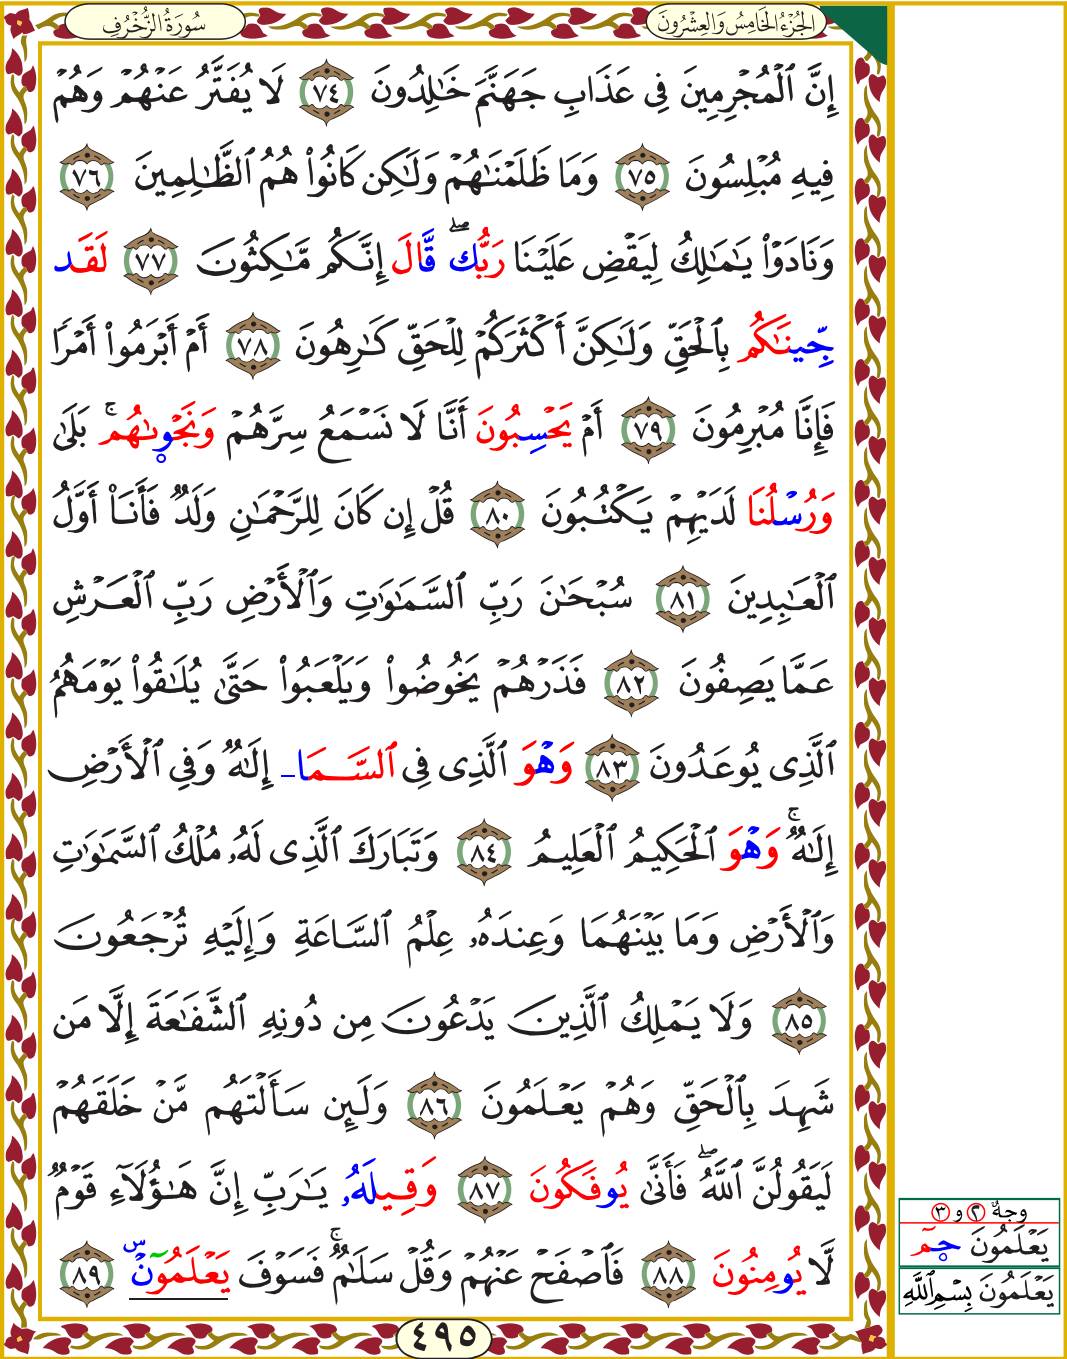 الجُزْءُ الخَامِسُ وَالعِشْرُونَ
سُورَةُ الزُّخْرُفِ
إِنَّ ٱلْمُجْرِمِينَ فِى عَذَابِ جَهَنَّمَ خَٰلِدُونَ ٧٤ لَا يُفَتَّرُ عَنْهُمْ وَهُمْ
فِيهِ مُبْلِسُونَ ٧٥ وَمَا ظَلَمْنَٰهُمْ وَلَٰكِن كَانُوا۟ هُمُ ٱلظَّٰلِمِينَ ٧٦
وَنَادَوْا۟ يَٰمَٰلِكُ لِيَقْضِ عَلَيْنَا رَبُّكۖ قَّالَ إِنَّكُم مَّٰكِثُونَ ٧٧ لَقَد
جِّينَٰكُم بِٱلْحَقِّ وَلَٰكِنَّ أَكْثَرَكُمْ لِلْحَقِّ كَٰرِهُونَ ٧٨ أَمْ أَبْرَمُوٓا۟ أَمْرًا
فَإِنَّا مُبْرِمُونَ ٧٩ أَمْ يَحْسِبُونَ أَنَّا لَا نَسْمَعُ سِرَّهُمْ وَنَجْوىٰهُمۚ بَلَىٰ
وَرُسْلُنَا لَدَيْهِمْ يَكْتُبُونَ ٨٠ قُلْ إِن كَانَ لِلرَّحْمَٰنِ وَلَدٌ فَأَنَا۠ أَوَّلُ
ٱلْعَٰبِدِينَ ٨١ سُبْحَٰنَ رَبِّ ٱلسَّمَٰوَٰتِ وَٱلْأَرْضِ رَبِّ ٱلْعَرْشِ
عَمَّا يَصِفُونَ ٨٢ فَذَرْهُمْ يَخُوضُوا۟ وَيَلْعَبُوا۟ حَتَّىٰ يُلَٰقُوا۟ يَوْمَهُمُ
ٱلَّذِى يُوعَدُونَ ٨٣ وَهْوَ ٱلَّذِى فِى ٱلسَّمَا إِلَٰهٌ وَفِى ٱلْأَرْضِ
إِلَٰهٌۚ وَهْوَ ٱلْحَكِيمُ ٱلْعَلِيمُ ٨٤ وَتَبَارَكَ ٱلَّذِى لَهُۥ مُلْكُ ٱلسَّمَٰوَٰتِ
وَٱلْأَرْضِ وَمَا بَيْنَهُمَا وَعِندَهُۥ عِلْمُ ٱلسَّاعَةِ وَإِلَيْهِ تُرْجَعُونَ
٨٥ وَلَا يَمْلِكُ ٱلَّذِينَ يَدْعُونَ مِن دُونِهِ ٱلشَّفَٰعَةَ إِلَّا مَن
شَهِدَ بِٱلْحَقِّ وَهُمْ يَعْلَمُونَ ٨٦ وَلَئِن سَأَلْتَهُم مَّنْ خَلَقَهُمْ
لَيَقُولُنَّ ٱللَّهُۖ فَأَنَّىٰ يُوفَكُونَ ٨٧ وَقِيلَهُۥ يَٰرَبِّ إِنَّ هَٰٓؤُلَآءِ قَوْمٌ
لَّا يُومِنُونَ ٨٨ فَٱصْفَحْ عَنْهُمْ وَقُلْ سَلَٰمٌۚ فَسَوْفَ يَعْلَمُونَ ٨٩
وجهٌ ٢ و ٣
يَعْلَمُونَ حمٓ
يَعْلَمُونَ بِسْمِ ٱللَّهِ
٤٩٥